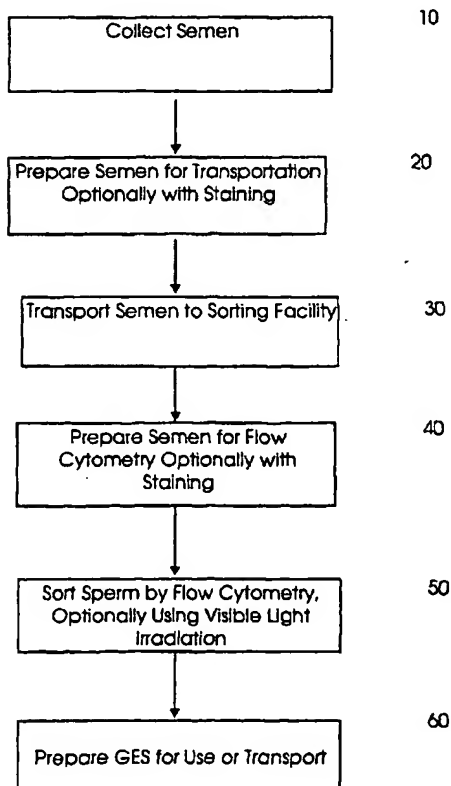 10
Collect Semen
20
Prepare Semen for Transportation
Optionally with Staining
Transport Semen to Sorting Facility
30
40
Prepare Semen for Flow
Cytometry Optionally with
Staining
50
Sort Sperm by Flow Cytometry,
Optionally Using Visible Light
Irradiation
60
Prepare GES for Use or Transport